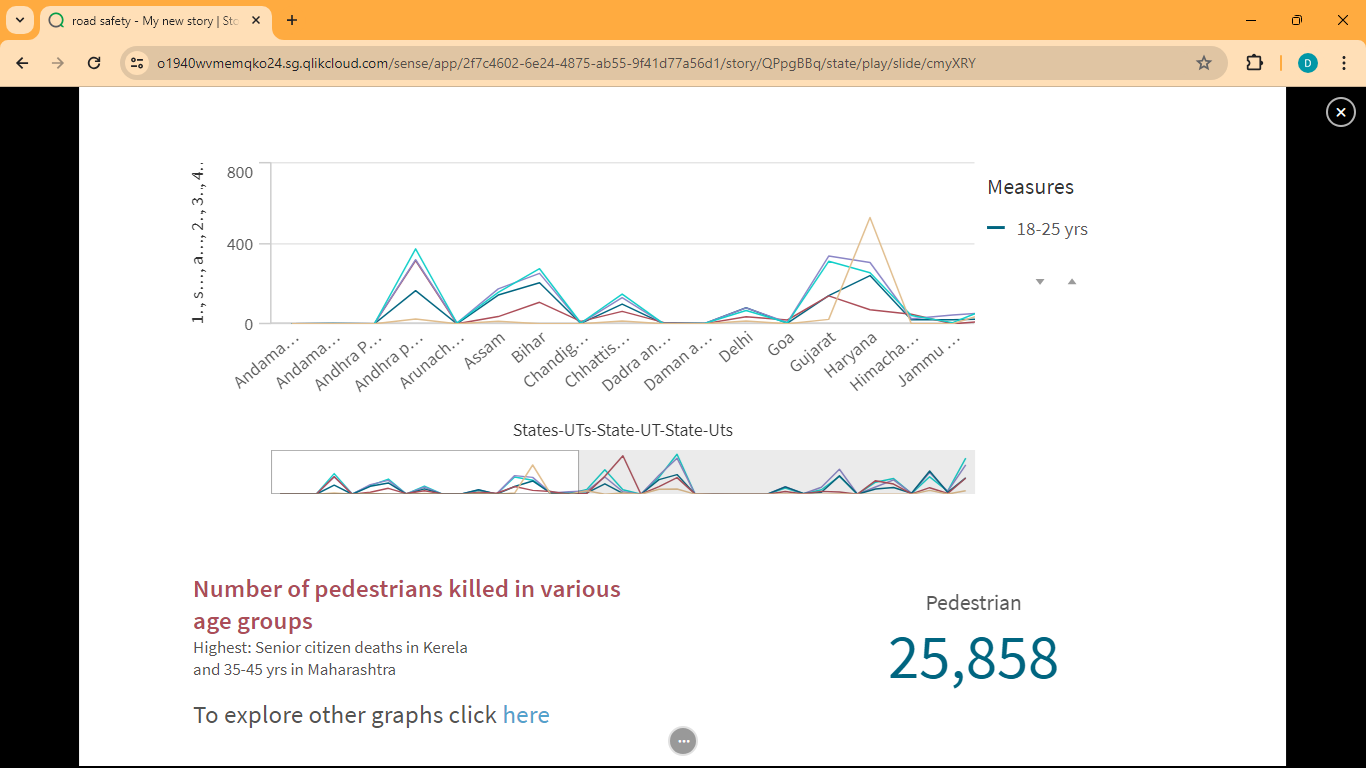 road safety - My new story | Sto
o1940wvmemqko24.sg.qlikcloud.com/sense/app/2f7c4602-6e24-4875-ab55-9f41d77a56d1/story/QPpgBBq/state/play/slide/cmyXRY
D
1., s…, a…, 2., 3., 4..
800
400
0
Measures
18-25 yrs
Andama…
Andama…
Andhra P…
Andhra p…
Arunach…
Assam
Bihar
Chandig…
Chhattis…
Dadra an…
Daman a…
Delhi
Goa
Gujarat
Haryana
Himacha…
Jammu …
States-UTs-State-UT-State-Uts
Number of pedestrians killed in various
age groups
Highest: Senior citizen deaths in Kerela
and 35-45 yrs in Maharashtra
To explore other graphs click here
Pedestrian
25,858